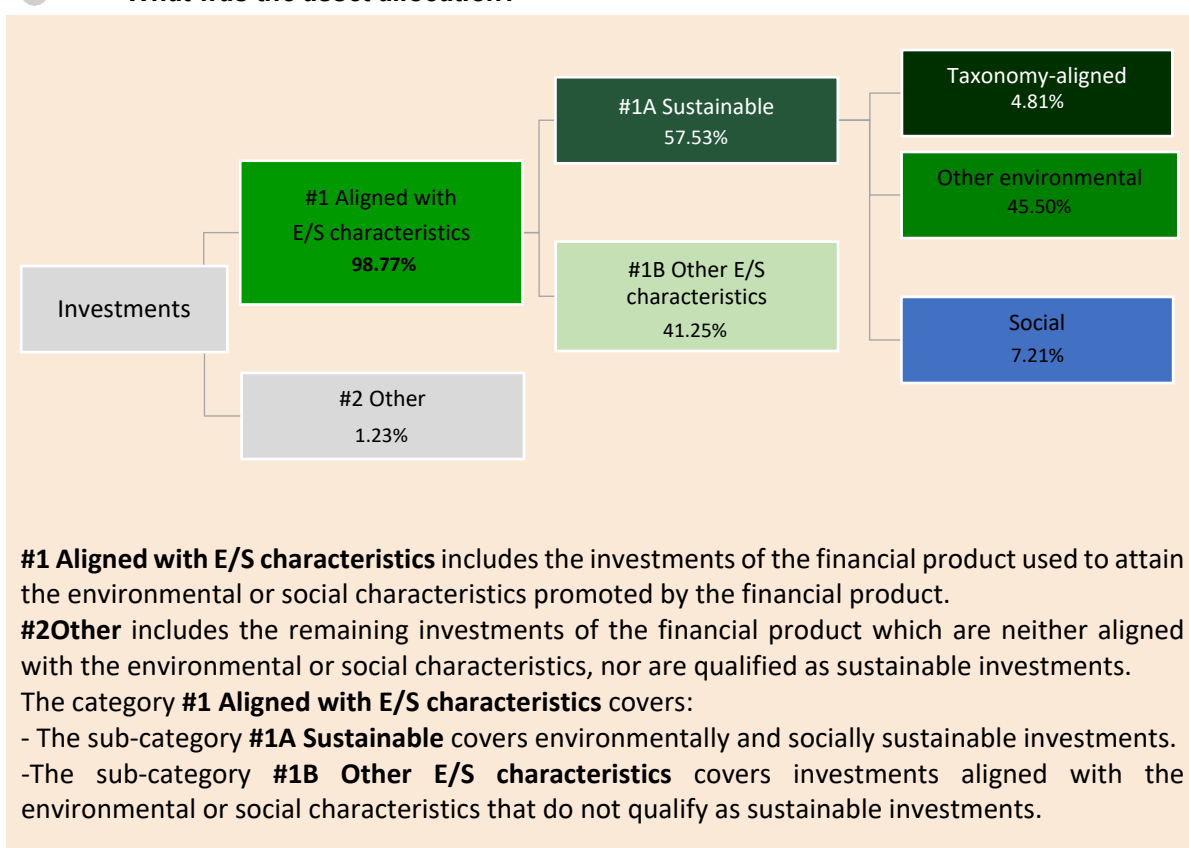 What was the asset allocation?
Taxonomy-aligned
4.81%
#1A Sustainable
57.53%
Other environmental
45.50%
#1 Aligned with
E/S characteristics
98.77%
#1B Other E/S
characteristics
41.25%
Investments
Social
7.21%
#2 Other
1.23%
#1 Aligned with E/S characteristics includes the investments of the financial product used to attain
the environmental or social characteristics promoted by the financial product.
#2Other includes the remaining investments of the financial product which are neither aligned
with the environmental or social characteristics, nor are qualified as sustainable investments.
The category #1 Aligned with E/S characteristics covers:
- The sub-category #1A Sustainable covers environmentally and socially sustainable investments.
-The sub-category #1B Other E/S characteristics covers investments aligned with the
environmental or social characteristics that do not qualify as sustainable investments.